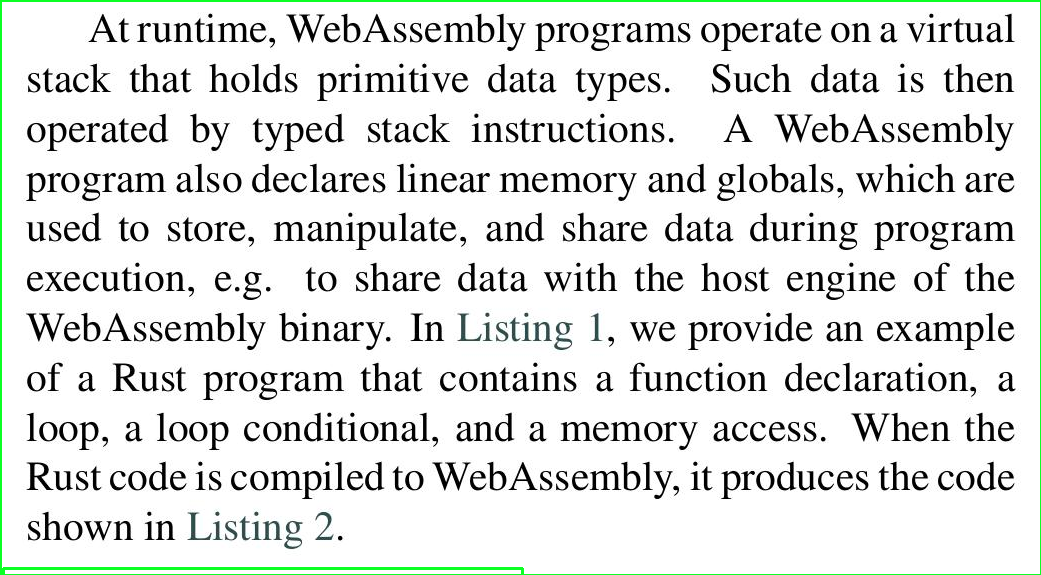 At runtime, WebAssembly programs operate on a virtual
stack that holds primitive data types. Such data is then
operated by typed stack instructions. A WebAssembly
program also declares linear memory and globals, which are
used to store, manipulate, and share data during program
execution, e.g. to share data with the host engine of the
WebAssembly binary. In Listing 1, we provide an example
of a Rust program that contains a function declaration, a
loop, a loop conditional, and a memory access. When the
Rust code is compiled to WebAssembly, it produces the code
shown in Listing 2.